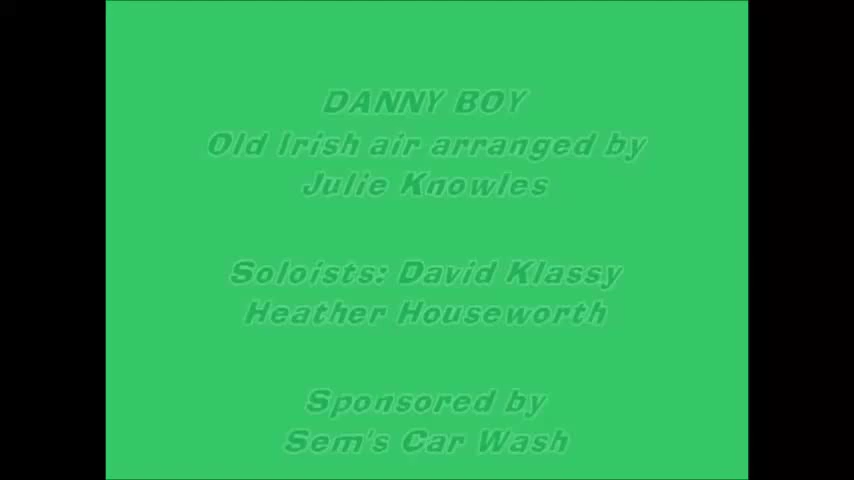 DANNY BOY
Old Irish air arranged by
Julie Knowles
Soloists: David Klassy
Heather Houseworth
Sponsored by
Sem's Car Wash